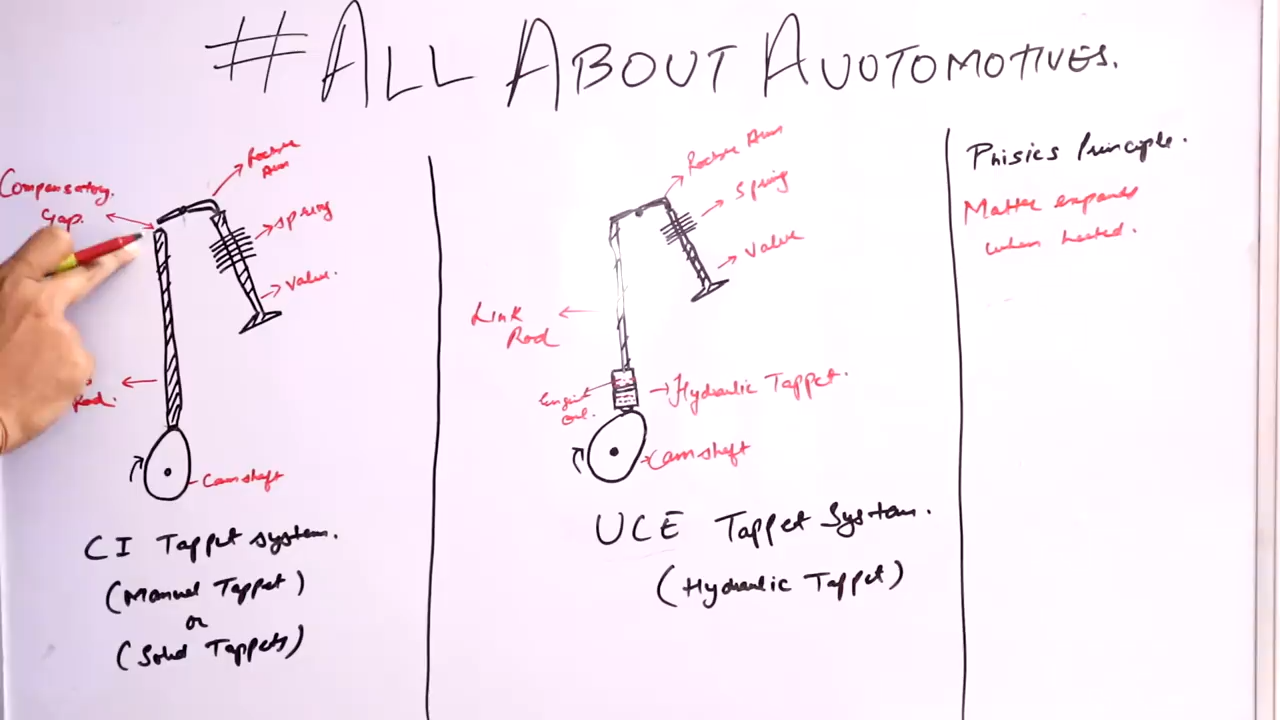 #ALL ABOUT AUOTOMOTIVES.
Compensatory.
Gap.
Arm
Spring
Valve.
Rod.
Camshaft
CI Tappet system.
(Manual Tappet)
or
(Solid Tappets)
Arm
Spring
Valve
Link
Rod
Engine
oil.
Hydraulic Tappet.
Camshaft
UCE Tappet System.
(Hydraulic Tappet)
Phisics Principle.
Matter expands
when heated.